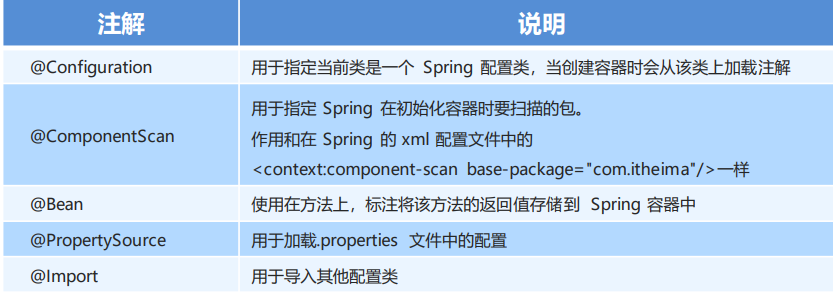 注解 说明
@Configuration 用于指定当前类是一个 Spring 配置类，当创建容器时会从该类上加载注解
用于指定 Spring 在初始化容器时要扫描的包。
@ComponentScan 作用和在 Spring 的 xml 配置文件中的
<context:component-scan base-package="com.itheima"/>一样
@Bean 使用在方法上，标注将该方法的返回值存储到 Spring 容器中
@PropertySource 用于加载.properties 文件中的配置
@Import 用于导入其他配置类